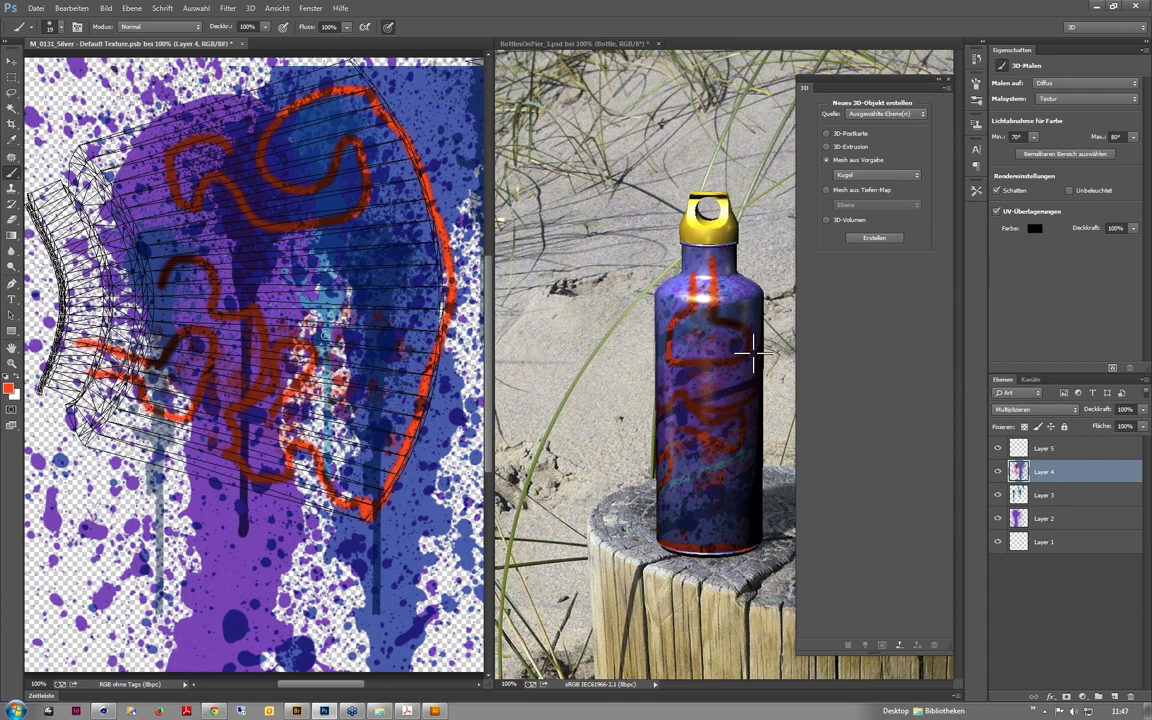 Ps Datei Bearbeiten Bild Ebene Schrift Auswahl Filter 3D Ansicht Fenster Hilfe
19 Modus: Normal Deckkr.: 100% Fluss: 100% 3D
M_0131_Silver - Default Texture.psb bei 100% (Layer 4, RGB/8#) * ×
BottlesOnPier_3.psd bei 100% (Bottle, RGB/8*) * ×
3D
Neues 3D-Objekt erstellen
Quelle: Ausgewählte Ebene(n)
3D-Postkarte
3D-Extrusion
Mesh aus Vorgabe
Kugel
Mesh aus Tiefen-Map
Ebene
3D-Volumen
Erstellen
Eigenschaften
3D-Malen
Malen auf: Diffus
Malsystem: Textur
Lichtabnahme für Farbe
Min.: 70° Max.: 80°
Bemalbaren Bereich auswählen
Rendereinstellungen
Schatten Unbeleuchtet
UV-Überlagerungen
Farbe: Deckkraft: 100%
Ebenen Kanäle
Art
Multiplizieren Deckkraft: 100%
Fixieren: Fläche: 100%
Layer 5
Layer 4
Layer 3
Layer 2
Layer 1
100% RGB ohne Tags (8bpc)
100% sRGB IEC61966-2.1 (8bpc)
Zeitleiste
Desktop Bibliotheken 11:47